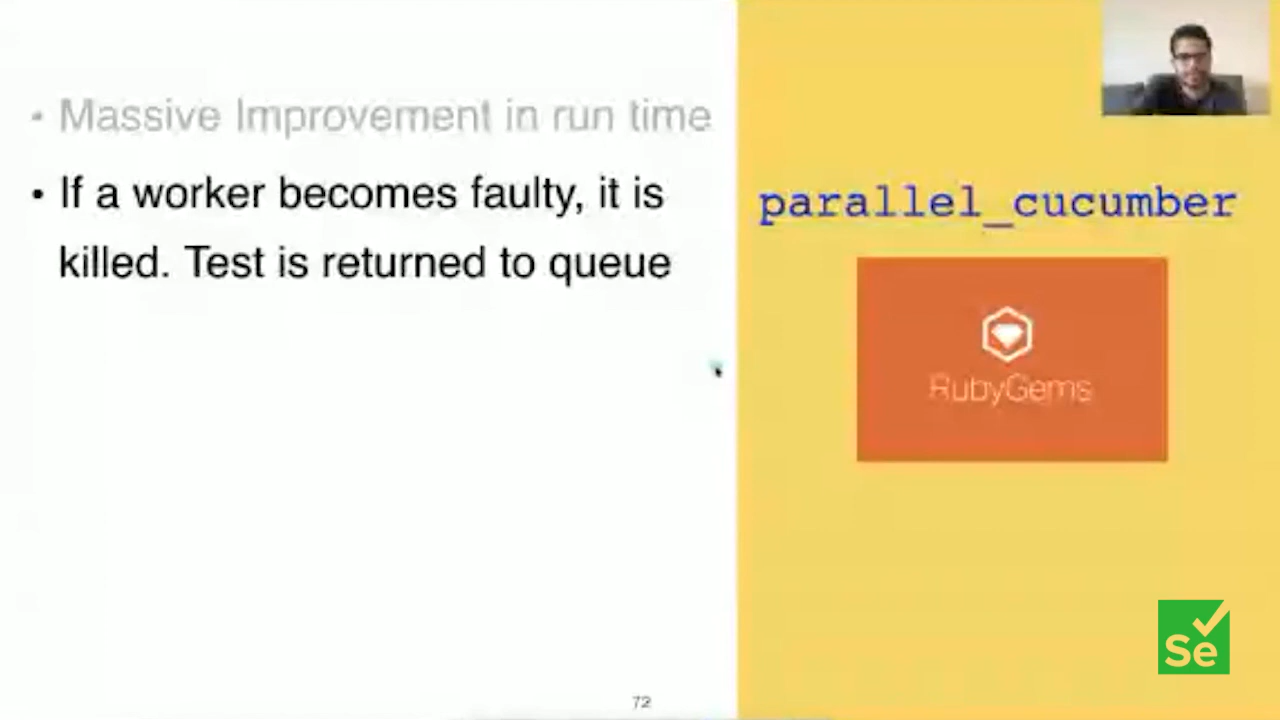 • Massive Improvement in run time
• If a worker becomes faulty, it is
killed. Test is returned to queue
parallel_cucumber
RubyGems
Se
72